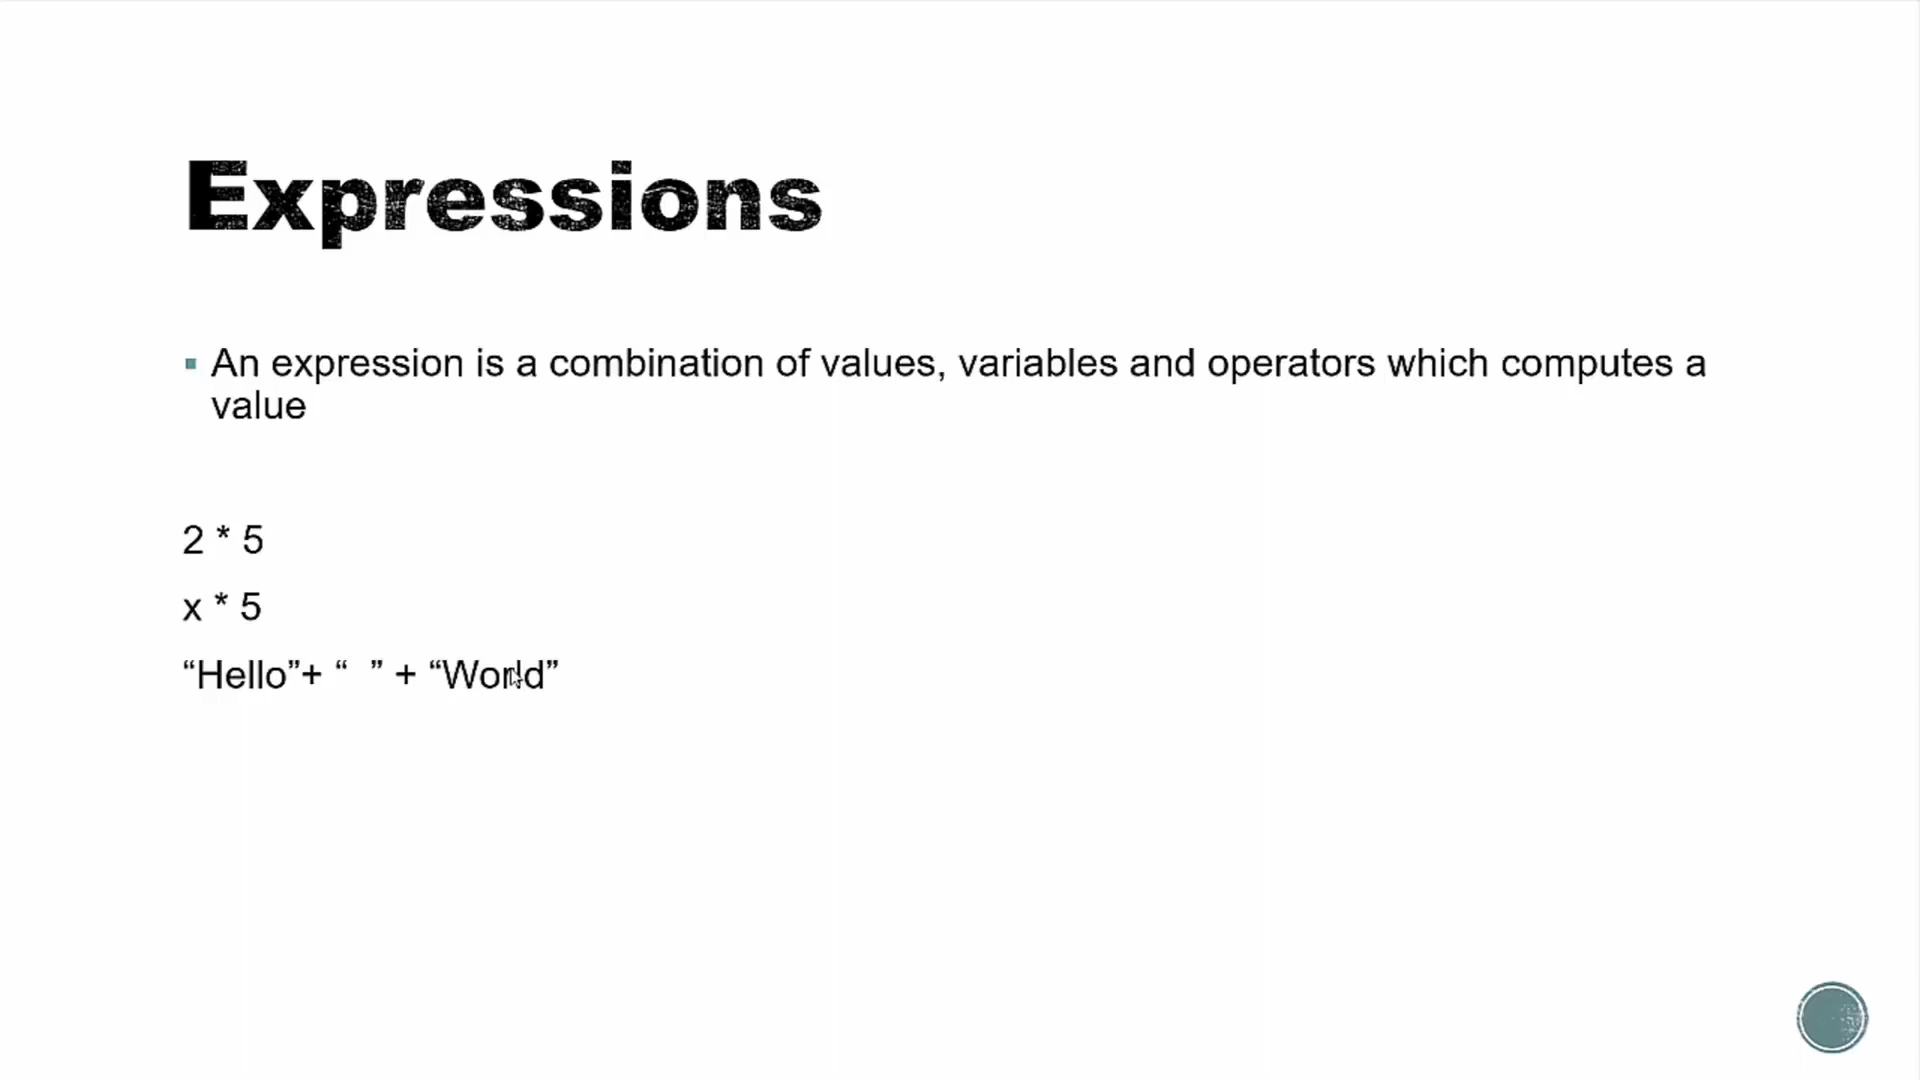 Expressions
▪ An expression is a combination of values, variables and operators which computes a
value
2 * 5
x * 5
“Hello”+ “  ” + “World”